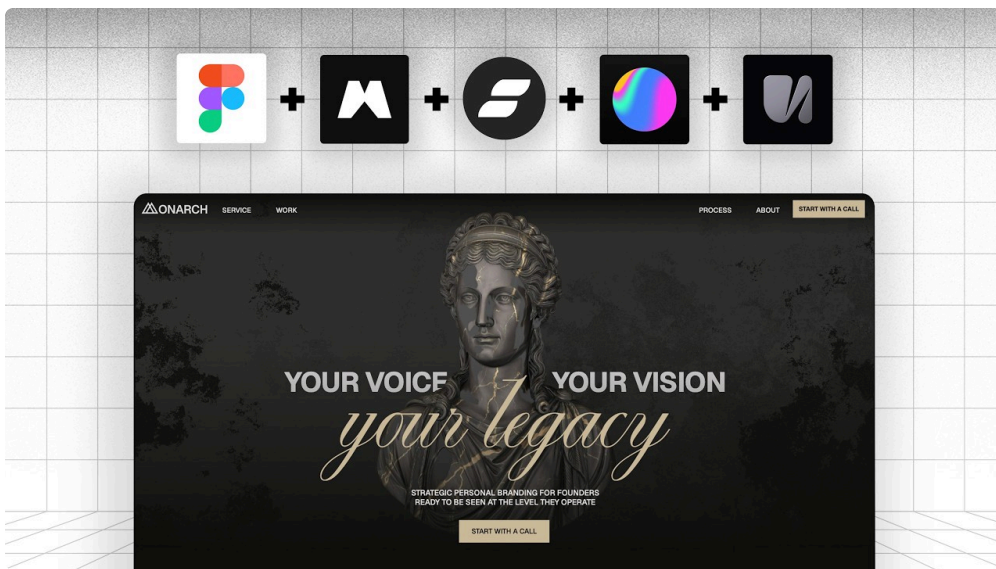 MONARCH SERVICE WORK PROCESS ABOUT START WITH A CALL
YOUR VOICE YOUR VISION
your legacy
STRATEGIC PERSONAL BRANDING FOR FOUNDERS
READY TO BE SEEN AT THE LEVEL THEY OPERATE
START WITH A CALL